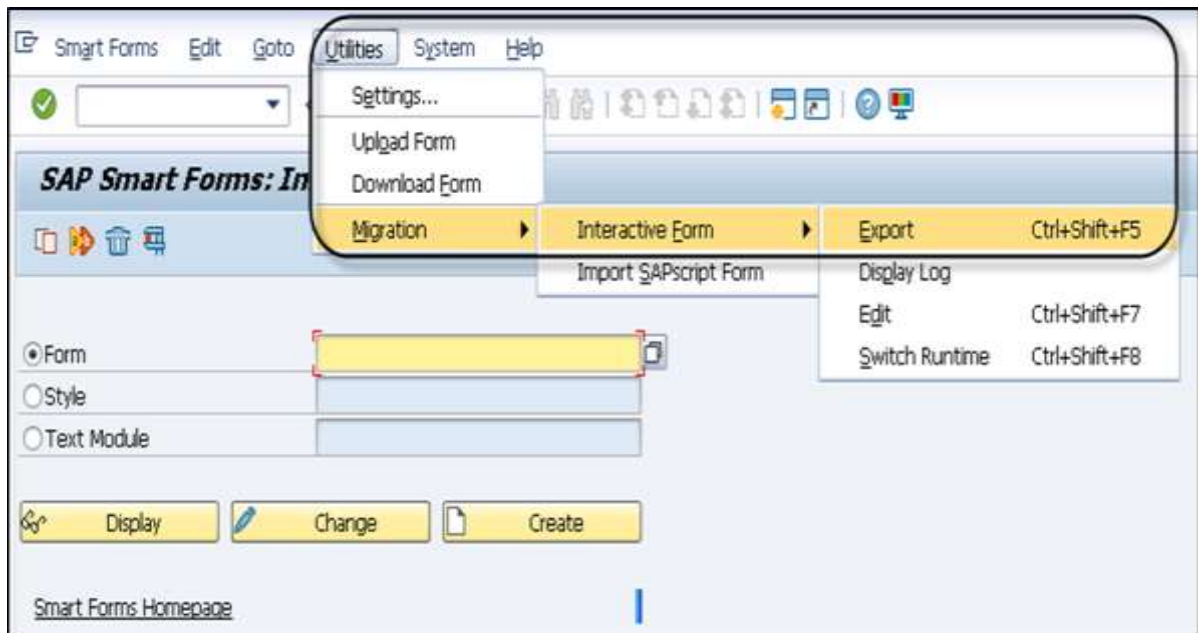 Smart Forms Edit Goto Utilities System Help
Settings...
Upload Form
Download Form
SAP Smart Forms: In
Migration Interactive Form Export Ctrl+Shift+F5
Import SAPscript Form Display Log
Edit Ctrl+Shift+F7
Switch Runtime Ctrl+Shift+F8
Form
Style
Text Module
Display Change Create
Smart Forms Homepage